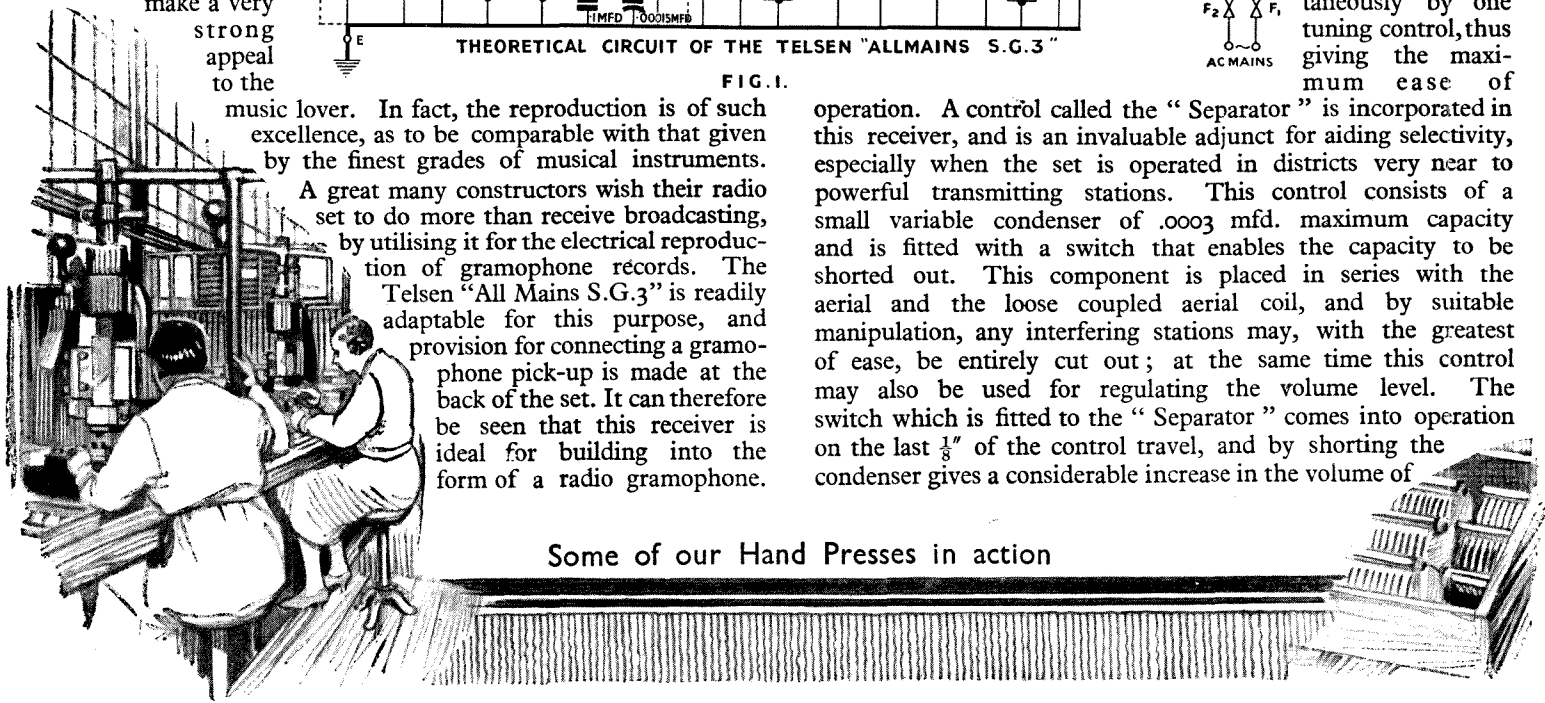 .1MFD .00015MFD
E
THEORETICAL CIRCUIT OF THE TELSEN "ALLMAINS S.G.3"
FIG.1.
F2 F1
AC MAINS
make a very
strong
appeal
to the
music lover. In fact, the reproduction is of such
excellence, as to be comparable with that given
by the finest grades of musical instruments.
A great many constructors wish their radio
set to do more than receive broadcasting,
by utilising it for the electrical reproduc-
tion of gramophone records. The
Telsen "All Mains S.G.3" is readily
adaptable for this purpose, and
provision for connecting a gramo-
phone pick-up is made at the
back of the set. It can therefore
be seen that this receiver is
ideal for building into the
form of a radio gramophone.
taneously by one
tuning control, thus
giving the maxi-
mum ease of
operation. A control called the " Separator " is incorporated in
this receiver, and is an invaluable adjunct for aiding selectivity,
especially when the set is operated in districts very near to
powerful transmitting stations. This control consists of a
small variable condenser of .0003 mfd. maximum capacity
and is fitted with a switch that enables the capacity to be
shorted out. This component is placed in series with the
aerial and the loose coupled aerial coil, and by suitable
manipulation, any interfering stations may, with the greatest
of ease, be entirely cut out ; at the same time this control
may also be used for regulating the volume level. The
switch which is fitted to the " Separator " comes into operation
on the last ⅛" of the control travel, and by shorting the
condenser gives a considerable increase in the volume of
Some of our Hand Presses in action